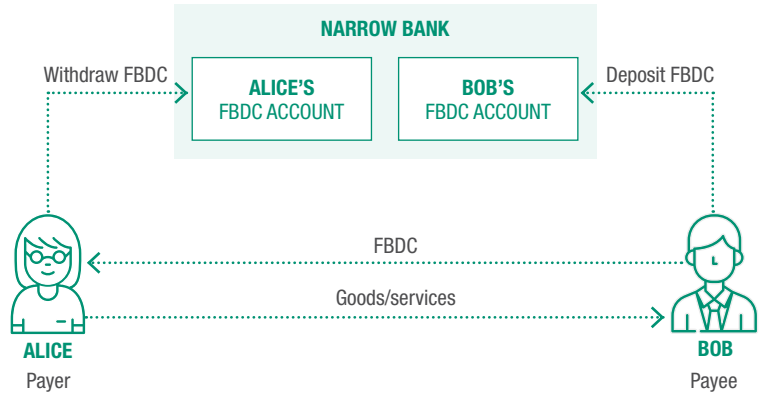 NARROW BANK
Withdraw FBDC
ALICE'S
FBDC ACCOUNT
BOB'S
FBDC ACCOUNT
Deposit FBDC
FBDC
Goods/services
ALICE
Payer
BOB
Payee